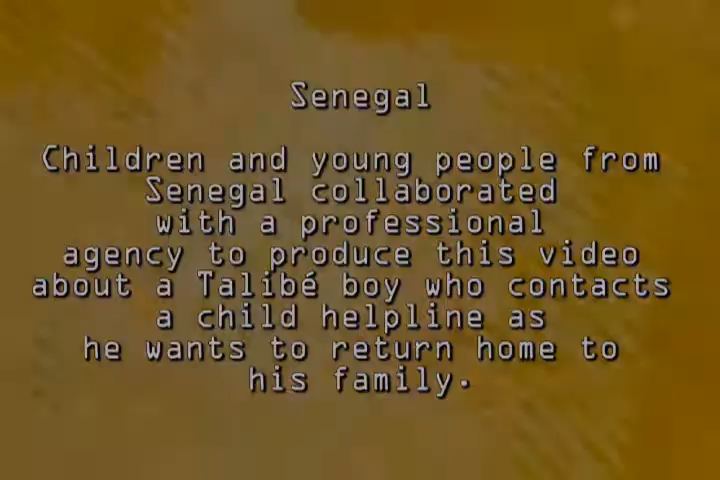 Senegal
Children and young people from
Senegal collaborated
with a professional
agency to produce this video
about a Talibé boy who contacts
a child helpline as
he wants to return home to
his family.